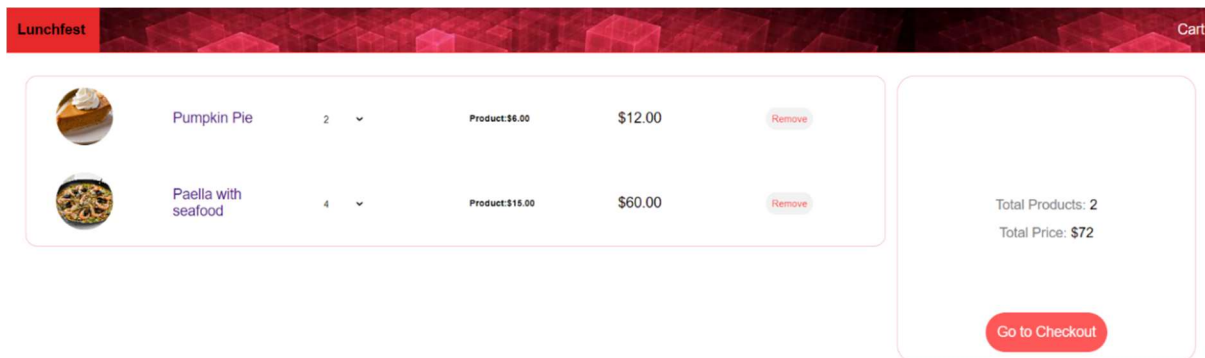 Lunchfest
Cart
Pumpkin Pie
2
Product:$6.00
$12.00
Remove
Paella with
seafood
4
Product:$15.00
$60.00
Remove
Total Products: 2
Total Price: $72
Go to Checkout